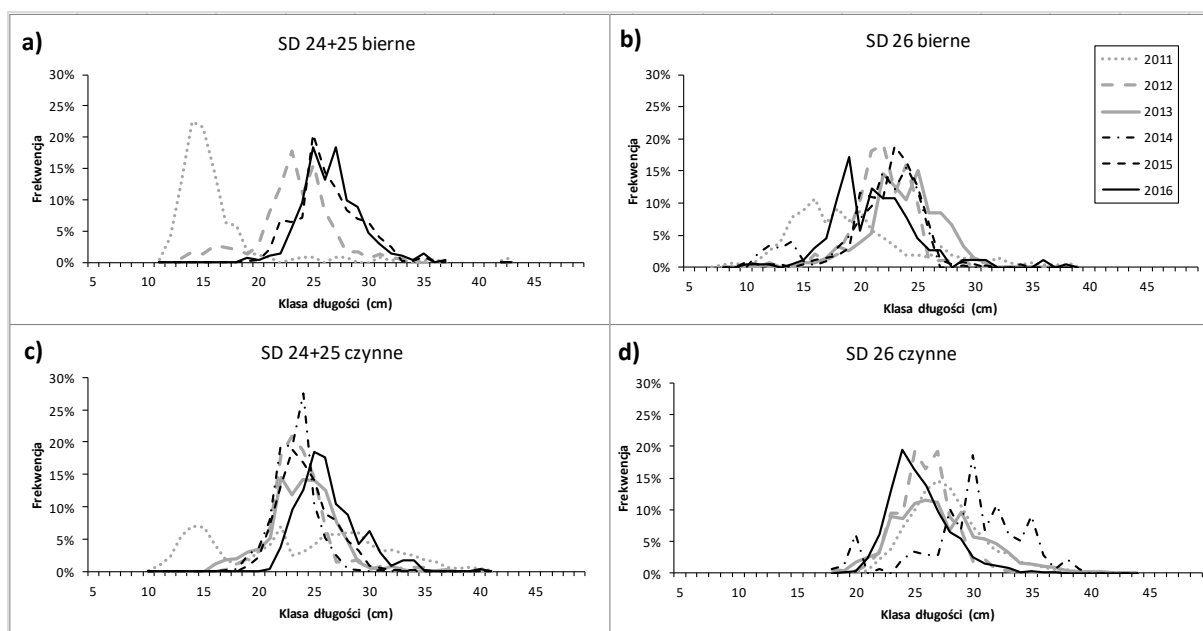 a)
SD 24+25 bierne
Frekwencja
30%
25%
20%
15%
10%
5%
0%
5 10 15 20 25 30 35 40 45
Klasa długości (cm)
b)
SD 26 bierne
Frekwencja
30%
25%
20%
15%
10%
5%
0%
5 10 15 20 25 30 35 40 45
Klasa długości (cm)
2011
2012
2013
2014
2015
2016
c)
SD 24+25 czynne
Frekwencja
30%
25%
20%
15%
10%
5%
0%
5 10 15 20 25 30 35 40 45
Klasa długości (cm)
d)
SD 26 czynne
Frekwencja
30%
25%
20%
15%
10%
5%
0%
5 10 15 20 25 30 35 40 45
Klasa długości (cm)